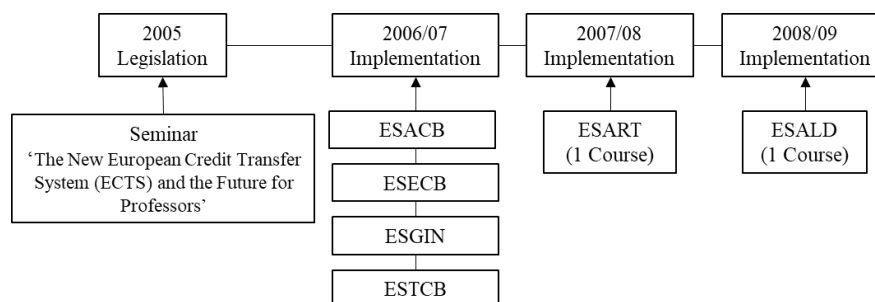 2005
Legislation
2006/07
Implementation
2007/08
Implementation
2008/09
Implementation
Seminar
‘The New European Credit Transfer
System (ECTS) and the Future for
Professors’
ESACB
ESECB
ESGIN
ESTCB
ESART
(1 Course)
ESALD
(1 Course)